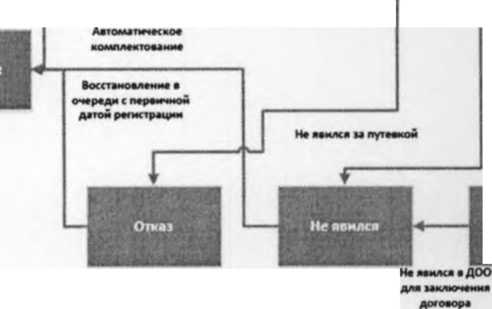 Автоматическое
комплектование
Восстановление в
очереди с первичной
датой регистрации
Не явился за путевкой
Отказ
Не явился
Не явился в ДОО
для заключения
договора